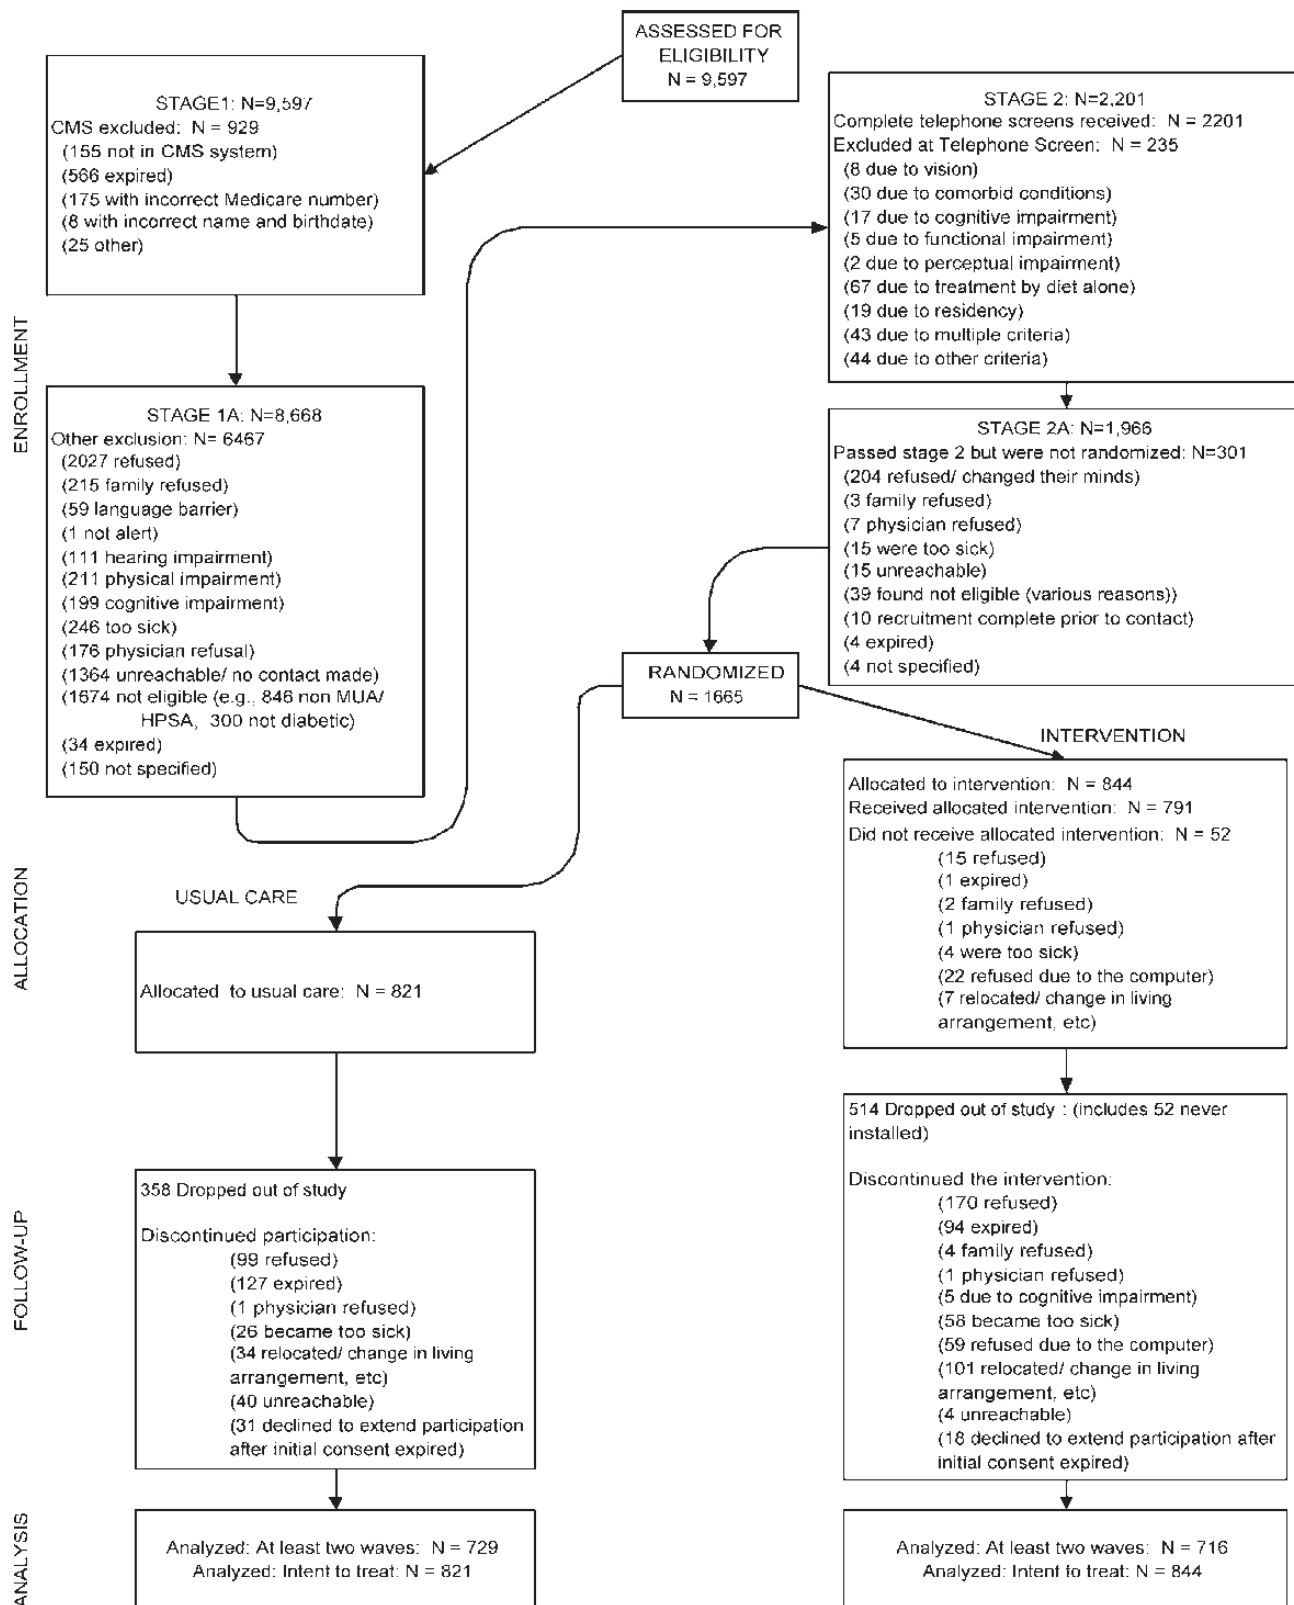 ASSESSED FOR
ELIGIBILITY
N = 9,597
ENROLLMENT
STAGE1: N=9,597
CMS excluded: N = 929
(155 not in CMS system)
(566 expired)
(175 with incorrect Medicare number)
(8 with incorrect name and birthdate)
(25 other)
STAGE 1A: N=8,668
Other exclusion: N= 6467
(2027 refused)
(215 family refused)
(59 language barrier)
(1 not alert)
(111 hearing impairment)
(211 physical impairment)
(199 cognitive impairment)
(246 too sick)
(176 physician refusal)
(1364 unreachable/ no contact made)
(1674 not eligible (e.g., 846 non MUA/
HPSA, 300 not diabetic)
(34 expired)
(150 not specified)
STAGE 2: N=2,201
Complete telephone screens received: N = 2201
Excluded at Telephone Screen: N = 235
(8 due to vision)
(30 due to comorbid conditions)
(17 due to cognitive impairment)
(5 due to functional impairment)
(2 due to perceptual impairment)
(67 due to treatment by diet alone)
(19 due to residency)
(43 due to multiple criteria)
(44 due to other criteria)
STAGE 2A: N=1,966
Passed stage 2 but were not randomized: N=301
(204 refused/ changed their minds)
(3 family refused)
(7 physician refused)
(15 were too sick)
(15 unreachable)
(39 found not eligible (various reasons))
(10 recruitment complete prior to contact)
(4 expired)
(4 not specified)
RANDOMIZED
N = 1665
ALLOCATION
USUAL CARE
Allocated to usual care: N = 821
INTERVENTION
Allocated to intervention: N = 844
Received allocated intervention: N = 791
Did not receive allocated intervention: N = 52
(15 refused)
(1 expired)
(2 family refused)
(1 physician refused)
(4 were too sick)
(22 refused due to the computer)
(7 relocated/ change in living
arrangement, etc)
FOLLOW-UP
358 Dropped out of study
Discontinued participation:
(99 refused)
(127 expired)
(1 physician refused)
(26 became too sick)
(34 relocated/ change in living
arrangement, etc)
(40 unreachable)
(31 declined to extend participation
after initial consent expired)
514 Dropped out of study : (includes 52 never
installed)
Discontinued the intervention:
(170 refused)
(94 expired)
(4 family refused)
(1 physician refused)
(5 due to cognitive impairment)
(58 became too sick)
(59 refused due to the computer)
(101 relocated/ change in living
arrangement, etc)
(4 unreachable)
(18 declined to extend participation after
initial consent expired)
ANALYSIS
Analyzed: At least two waves: N = 729
Analyzed: Intent to treat: N = 821
Analyzed: At least two waves: N = 716
Analyzed: Intent to treat: N = 844